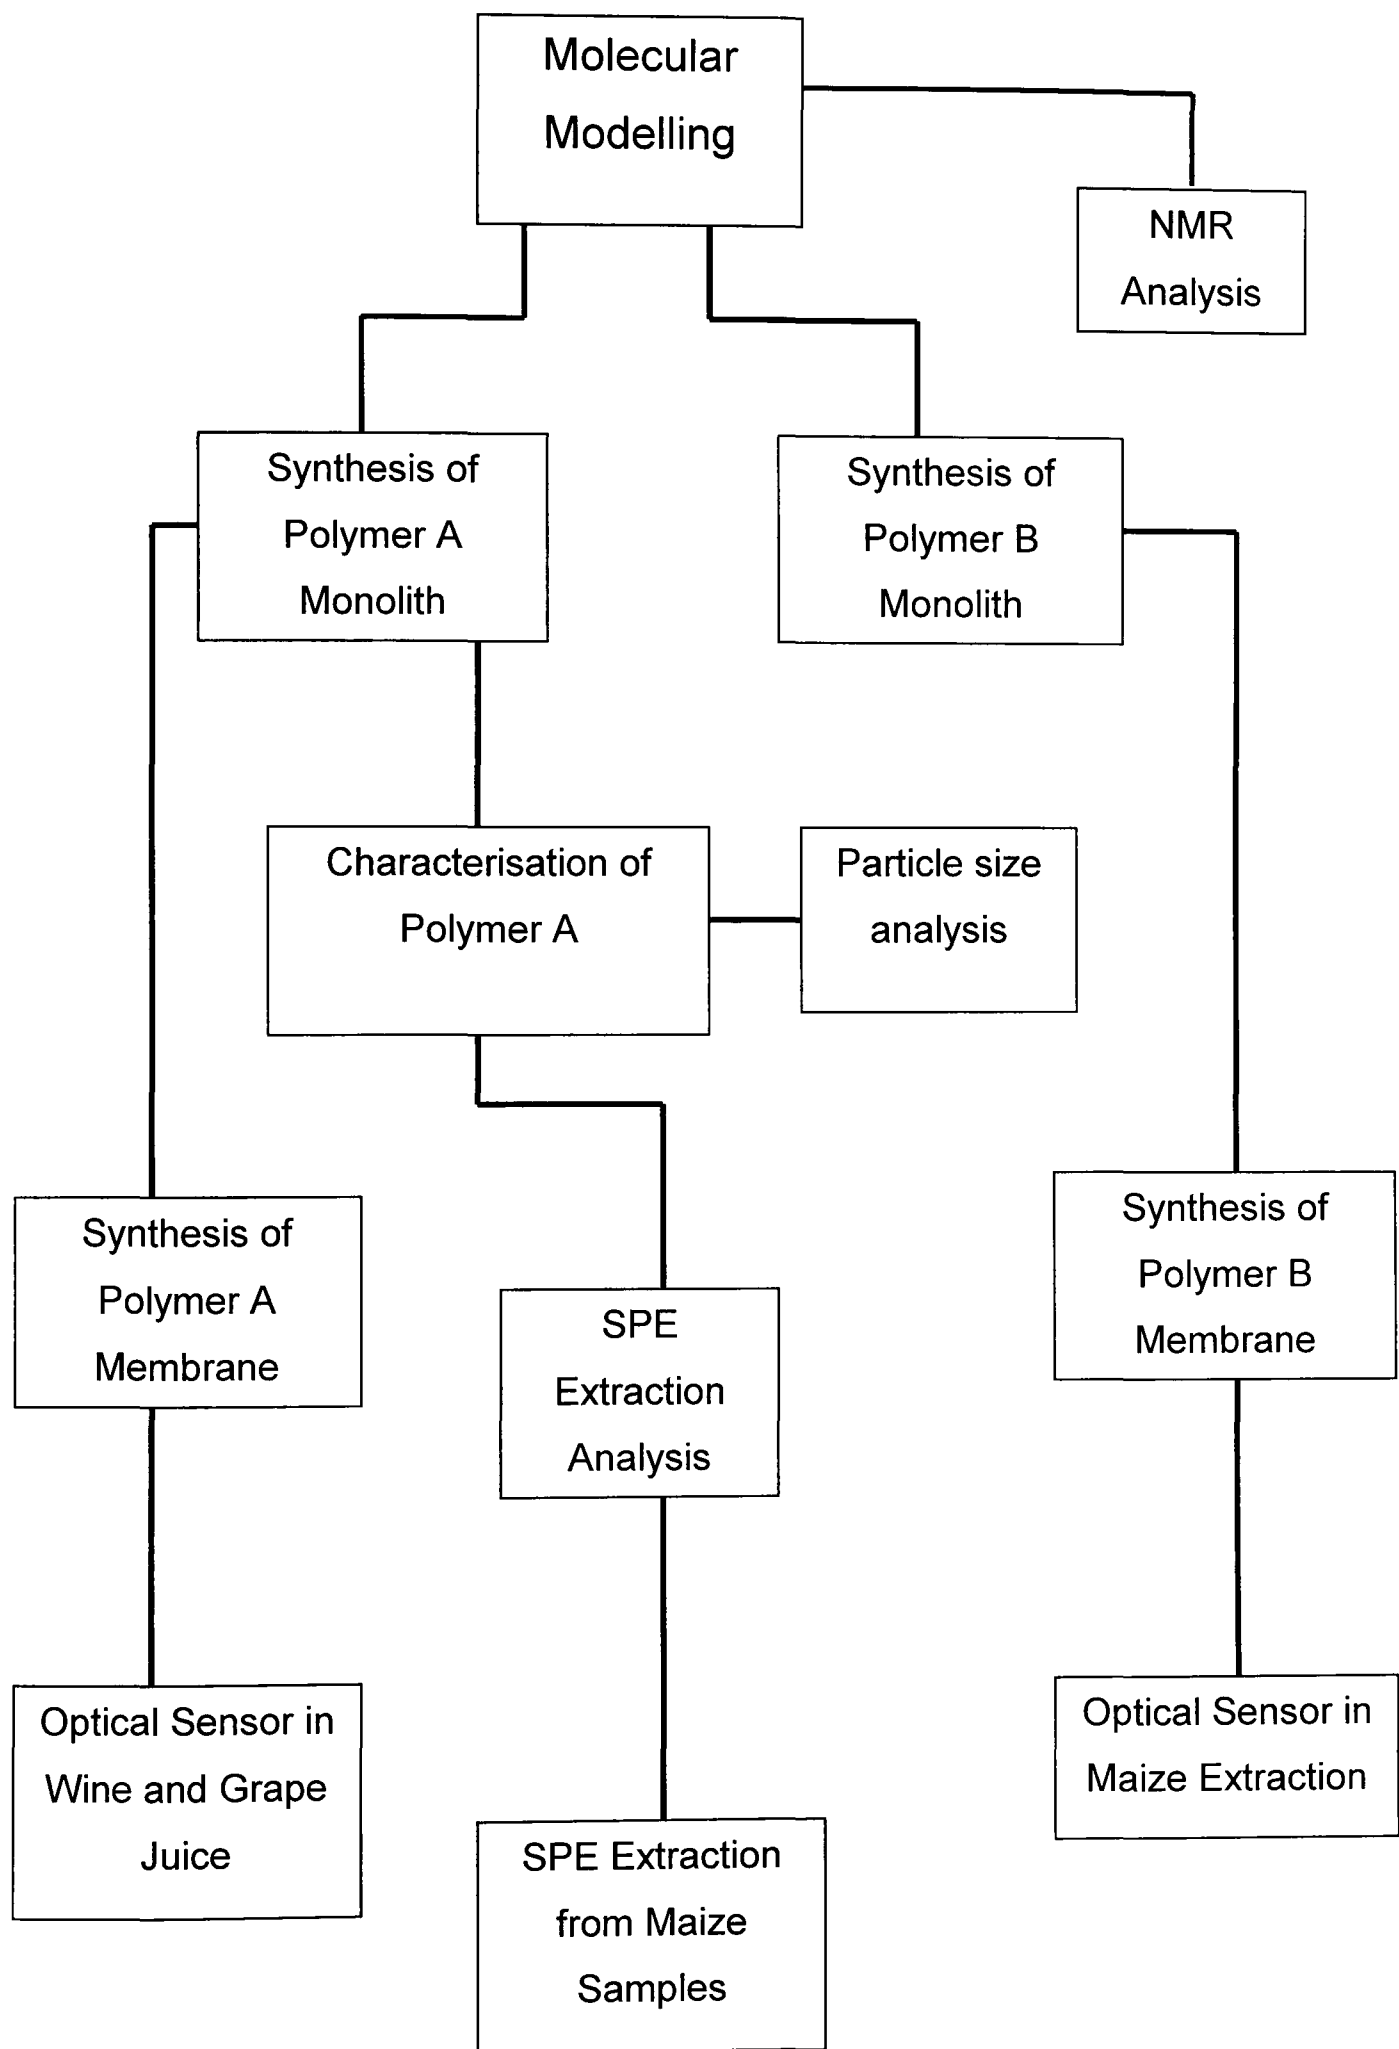 Molecular
Modelling
NMR
Analysis
Synthesis of
Polymer A
Monolith
Synthesis of
Polymer B
Monolith
Characterisation of
Polymer A
Particle size
analysis
Synthesis of
Polymer A
Membrane
SPE
Extraction
Analysis
Synthesis of
Polymer B
Membrane
Optical Sensor in
Wine and Grape
Juice
SPE Extraction
from Maize
Samples
Optical Sensor in
Maize Extraction